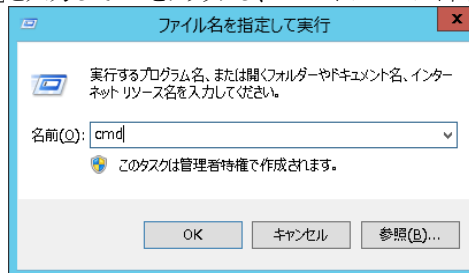 ファイル名を指定して実行
x
実行するプログラム名、または開くフォルダーやドキュメント名、インター
ネット リソース名を入力してください。
名前(O): cmd
このタスクは管理者特権で作成されます。
OK キャンセル 参照(B)...